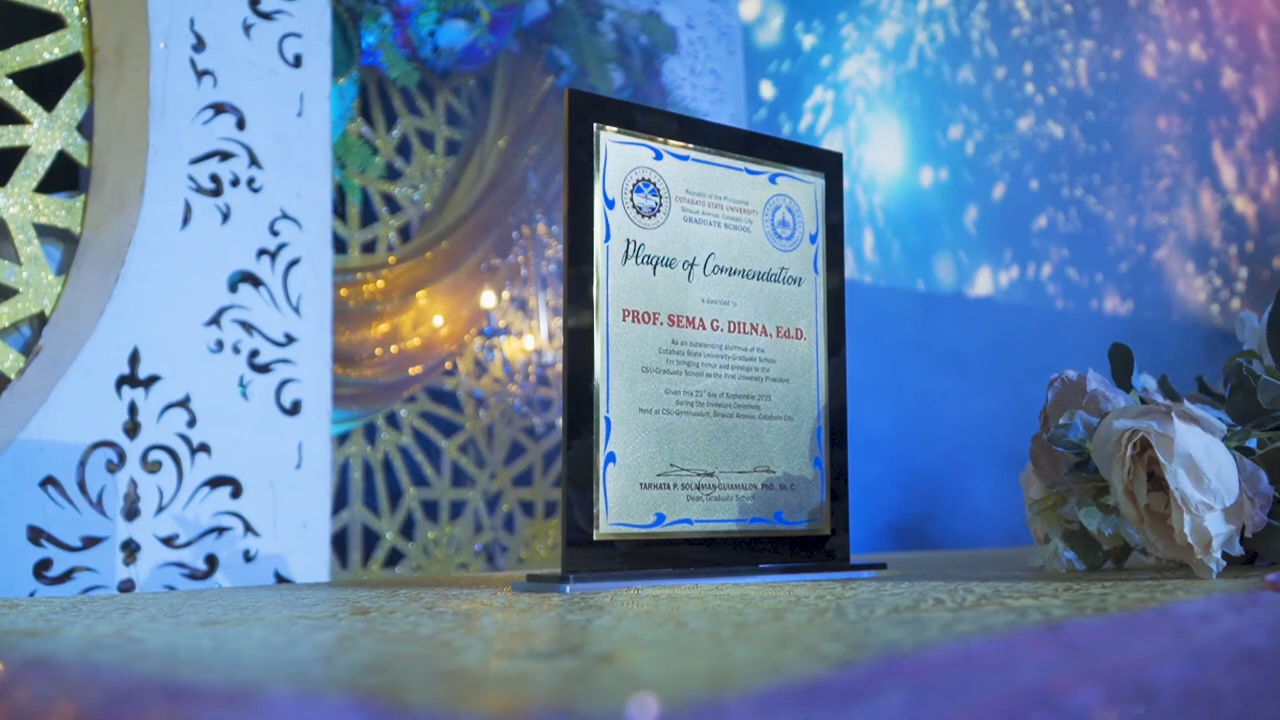 Republic of the Philippines
COTABATO STATE UNIVERSITY
Sinsuat Avenue, Cotabato City
GRADUATE SCHOOL
Plaque of Commendation
is awarded to
PROF. SEMA G. DILNA, Ed.D.
As an outstanding alumnus of the
Cotabato State University-Graduate School
for bringing honor and prestige to the
CSU-Graduate School as the First University President
Given this 21st day of September 2021
during the Investiture Ceremony
Held at CSU-Gymnasium, Sinsuat Avenue, Cotabato City.
TARHATA P. SOLAIMAN-GUIAMALON, PhD.
Dean, Graduate School